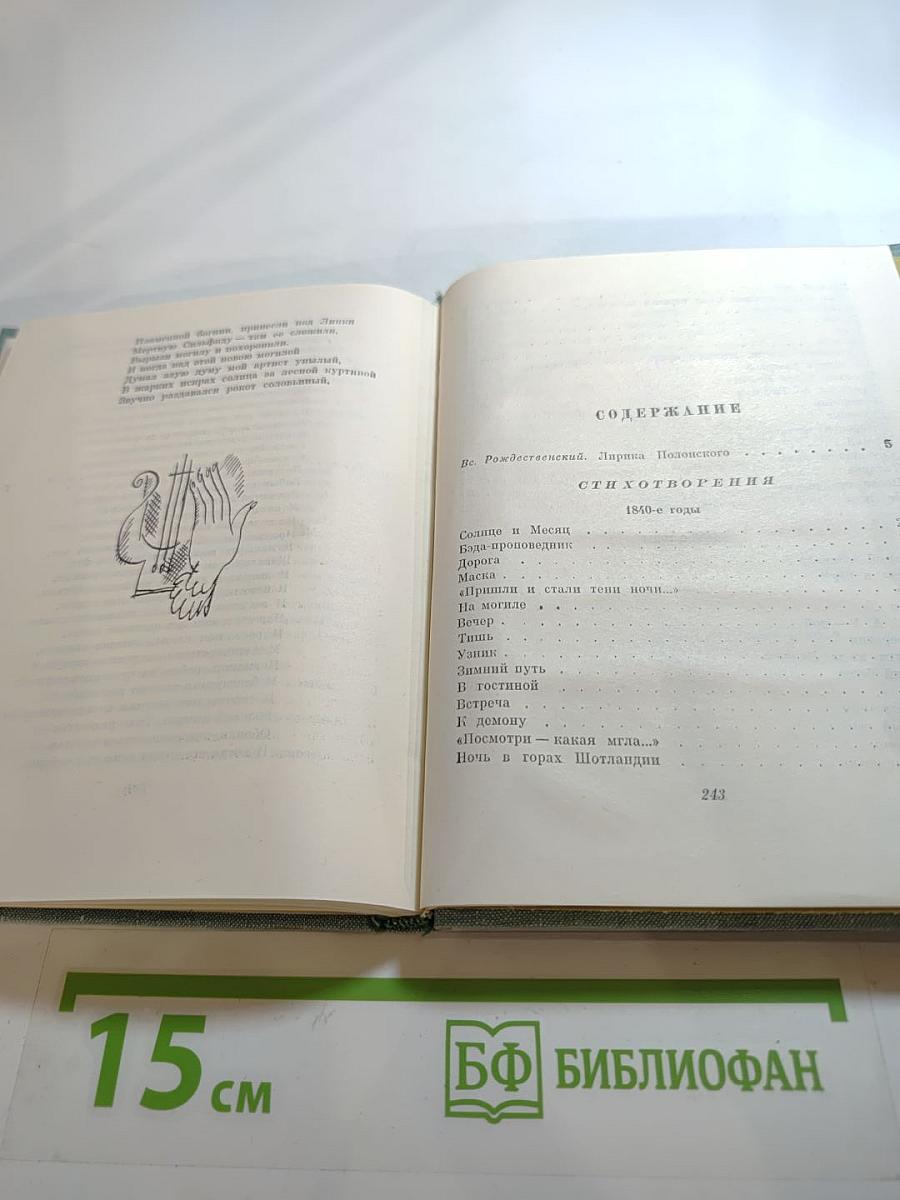 Пламенной богини, принесли под Липки
Мертвую Сильфиду — там ее сложили,
Вырыли могилу и похоронили.
И когда над этой новою могилой
Думал злую думу мой артист унылый,
В жарких искрах солнца за лесной куртиной
Звучно раздавался рокот соловьиный.
СОДЕРЖАНИЕ
Вс. Рождественский. Лирика Полонского . . . . . . . . 5
СТИХОТВОРЕНИЯ
1840-е годы
Солнце и Месяц
Бэда-проповедник
Дорога
Маска
«Пришли и стали тени ночи...»
На могиле
Вечер
Тишь
Узник
Зимний путь
В гостиной
Встреча
К демону
«Посмотри — какая мгла...»
Ночь в горах Шотландии
243
15 см
БФ БИБЛИОФАН